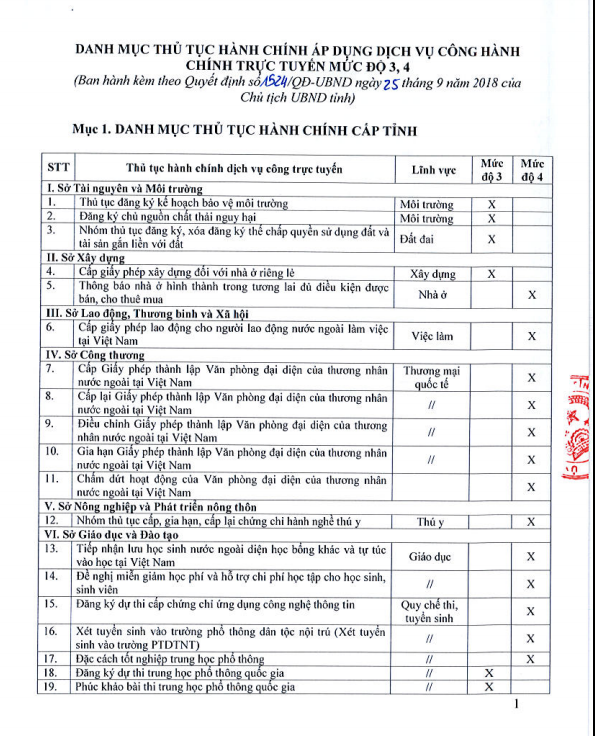 DANH MỤC THỦ TỤC HÀNH CHÍNH ÁP DỤNG DỊCH VỤ CÔNG HÀNH
CHÍNH TRỰC TUYẾN MỨC ĐỘ 3, 4
(Ban hành kèm theo Quyết định số 1524/QĐ-UBND ngày 25 tháng 9 năm 2018 của
Chủ tịch UBND tỉnh)
Mục 1. DANH MỤC THỦ TỤC HÀNH CHÍNH CẤP TỈNH
STT Thủ tục hành chính dịch vụ công trực tuyến Lĩnh vực Mức độ 3 Mức độ 4
I. Sở Tài nguyên và Môi trường
1. Thủ tục đăng ký kế hoạch bảo vệ môi trường Môi trường X
2. Đăng ký chủ nguồn chất thải nguy hại Môi trường X
3. Nhóm thủ tục đăng ký, xóa đăng ký thế chấp quyền sử dụng đất và
tài sản gắn liền với đất Đất đai X
II. Sở Xây dựng
4. Cấp giấy phép xây dựng đối với nhà ở riêng lẻ Xây dựng X
5. Thông báo nhà ở hình thành trong tương lai đủ điều kiện được
bán, cho thuê mua Nhà ở X
III. Sở Lao động, Thương binh và Xã hội
6. Cấp giấy phép lao động cho người lao động nước ngoài làm việc
tại Việt Nam Việc làm X
IV. Sở Công thương
7. Cấp Giấy phép thành lập Văn phòng đại diện của thương nhân
nước ngoài tại Việt Nam Thương mại quốc tế X
8. Cấp lại Giấy phép thành lập Văn phòng đại diện của thương nhân
nước ngoài tại Việt Nam // X
9. Điều chỉnh Giấy phép thành lập Văn phòng đại diện của thương
nhân nước ngoài tại Việt Nam // X
10. Gia hạn Giấy phép thành lập Văn phòng đại diện của thương nhân
nước ngoài tại Việt Nam // X
11. Chấm dứt hoạt động của Văn phòng đại diện của thương nhân
nước ngoài tại Việt Nam X
V. Sở Nông nghiệp và Phát triển nông thôn
12. Nhóm thủ tục cấp, gia hạn, cấp lại chứng chỉ hành nghề thú y Thú y X
VI. Sở Giáo dục và Đào tạo
13. Tiếp nhận lưu học sinh nước ngoài diện học bổng khác và tự túc
vào học tại Việt Nam Giáo dục X
14. Đề nghị miễn giảm học phí và hỗ trợ chi phí học tập cho học sinh,
sinh viên // X
15. Đăng ký dự thi cấp chứng chỉ ứng dụng công nghệ thông tin Quy chế thi, tuyển sinh X
16. Xét tuyển sinh vào trường phổ thông dân tộc nội trú (Xét tuyển
sinh vào trường PTDTNT) // X
17. Đặc cách tốt nghiệp trung học phổ thông // X
18. Đăng ký dự thi trung học phổ thông quốc gia // X
19. Phúc khảo bài thi trung học phổ thông quốc gia // X
1